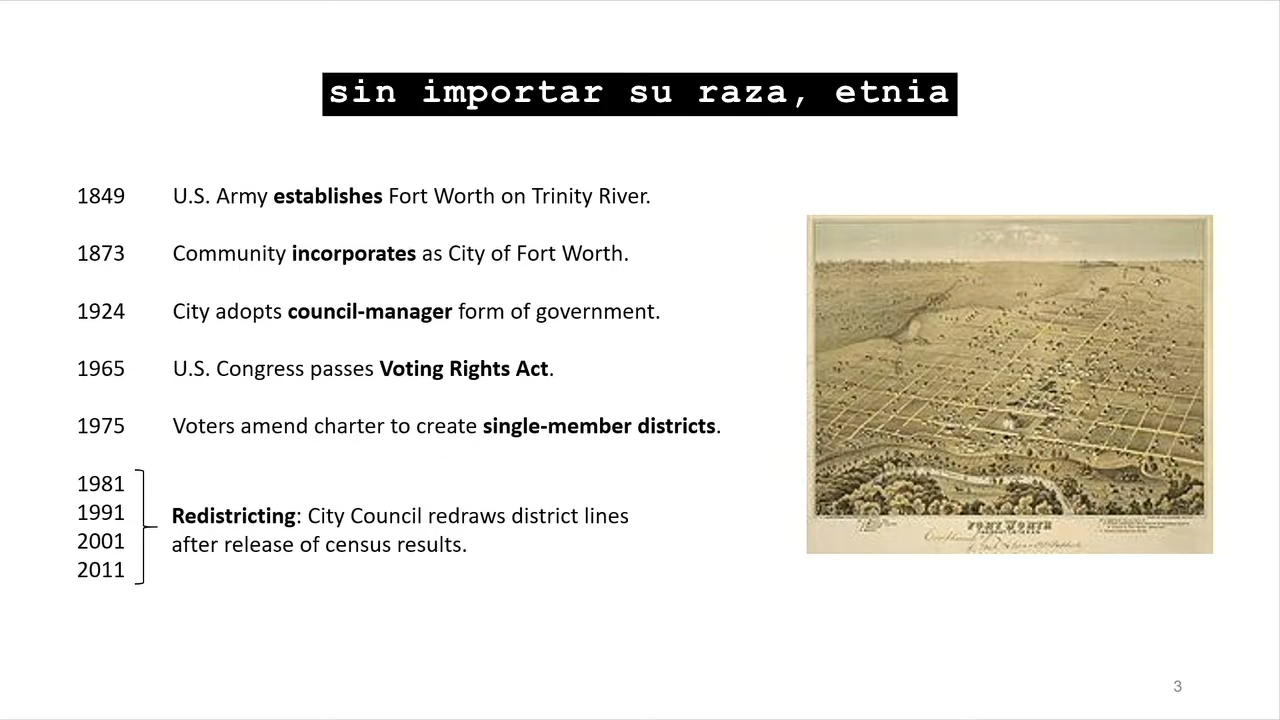 sin importar su raza, etnia
1849 U.S. Army establishes Fort Worth on Trinity River.
1873 Community incorporates as City of Fort Worth.
1924 City adopts council-manager form of government.
1965 U.S. Congress passes Voting Rights Act.
1975 Voters amend charter to create single-member districts.
1981
1991
2001
2011
Redistricting: City Council redraws district lines
after release of census results.
FORT WORTH
3